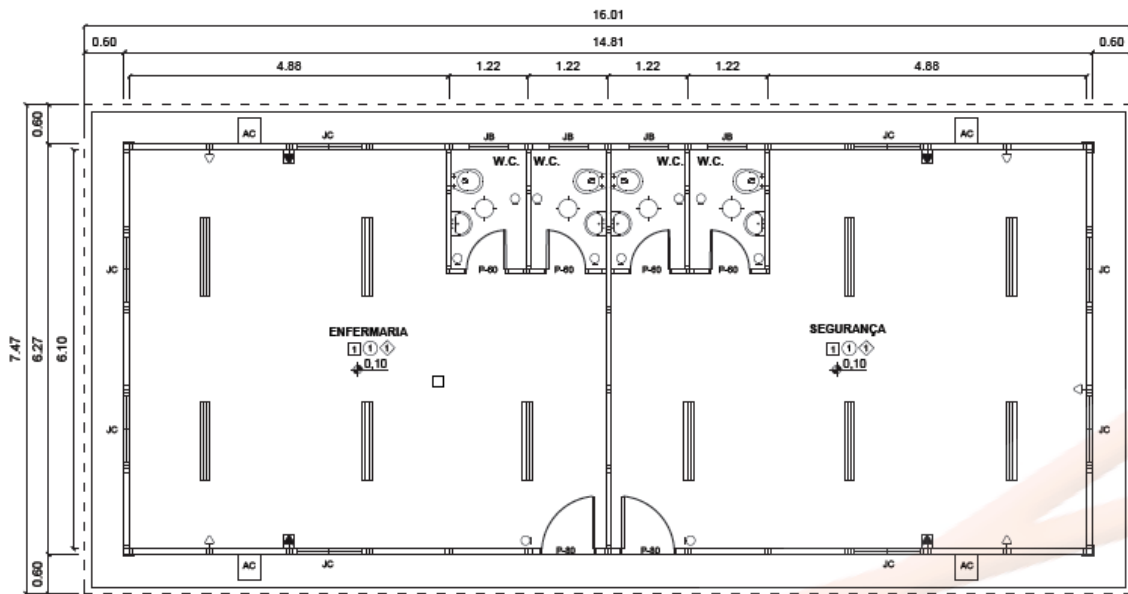 16.01
0.60 14.81 0.60
4.88 1.22 1.22 1.22 1.22 4.88
0.60
7.47
6.27
6.10
0.60
AC JC JB JB JB JB JC AC
W.C. W.C. W.C. W.C.
P-60 P-60 P-60 P-60
JC JC
ENFERMARIA
1 1 1
0,10
SEGURANÇA
1 1 1
0,10
JC JC
P-80 P-80
AC JC JC AC